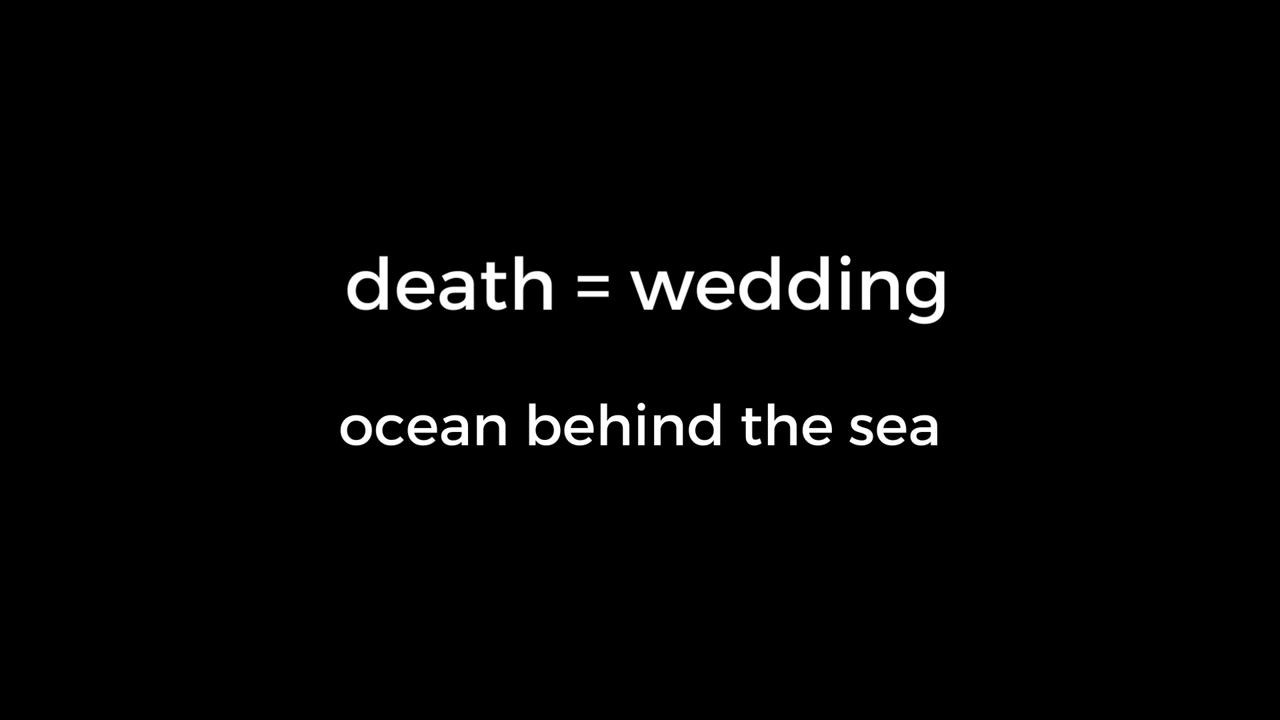 death = wedding
ocean behind the sea